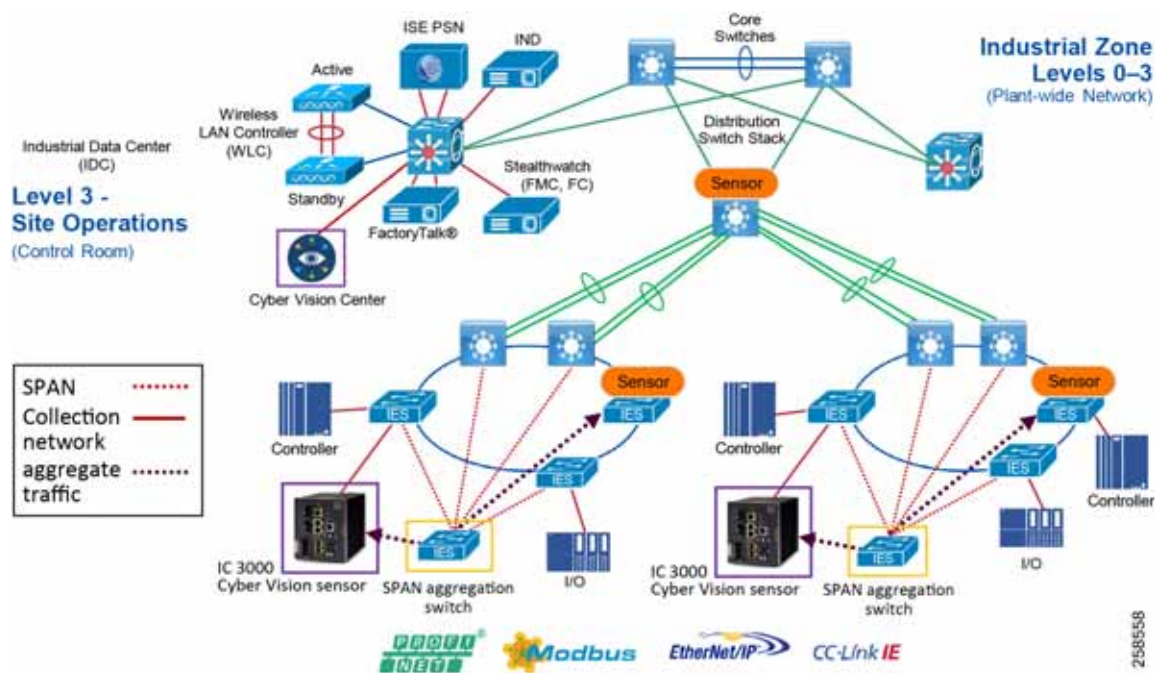 ISE PSN
IND
Core
Switches
Industrial Zone
Levels 0–3
(Plant-wide Network)
Active
Wireless
LAN Controller
(WLC)
Standby
Distribution
Switch Stack
Industrial Data Center
(IDC)
Level 3 -
Site Operations
(Control Room)
Stealthwatch
(FMC, FC)
FactoryTalk®
Sensor
Cyber Vision Center
SPAN
Collection
network
aggregate
traffic
Sensor
IES
IES
Controller
IES
IES
IC 3000
Cyber Vision sensor
SPAN aggregation
switch
I/O
Sensor
IES
IES
Controller
IES
Controller
IES
IC 3000
Cyber Vision sensor
SPAN aggregation
switch
I/O
PROFI
NET®
Modbus
EtherNet/IP
CC-Link IE
258558